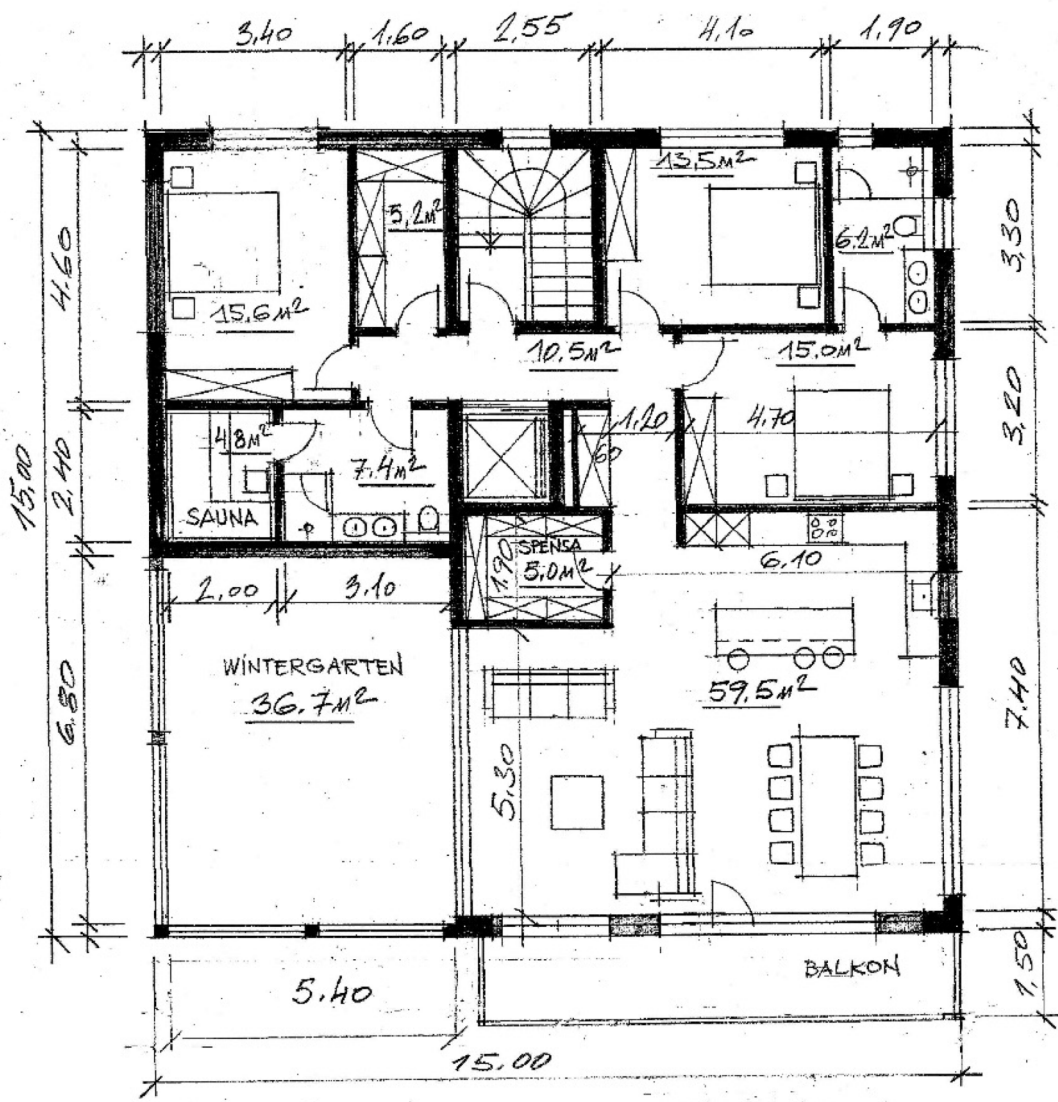 3.40 1.60 2.55 4.10 1.90
13.5M²
5,2M²
6.2M²
3,30
4.60
15.6M²
10.5M²
15.0M²
15.00
2.40
4.8M²
7.4M²
1.20
60
4.70
3,20
SAUNA
1.90
SPENSA
5.0M²
6.10
2.00 3.10
WINTERGARTEN
36.7M²
59.5M²
6.80
7.40
5.30
BALKON
1,50
5.40
15.00